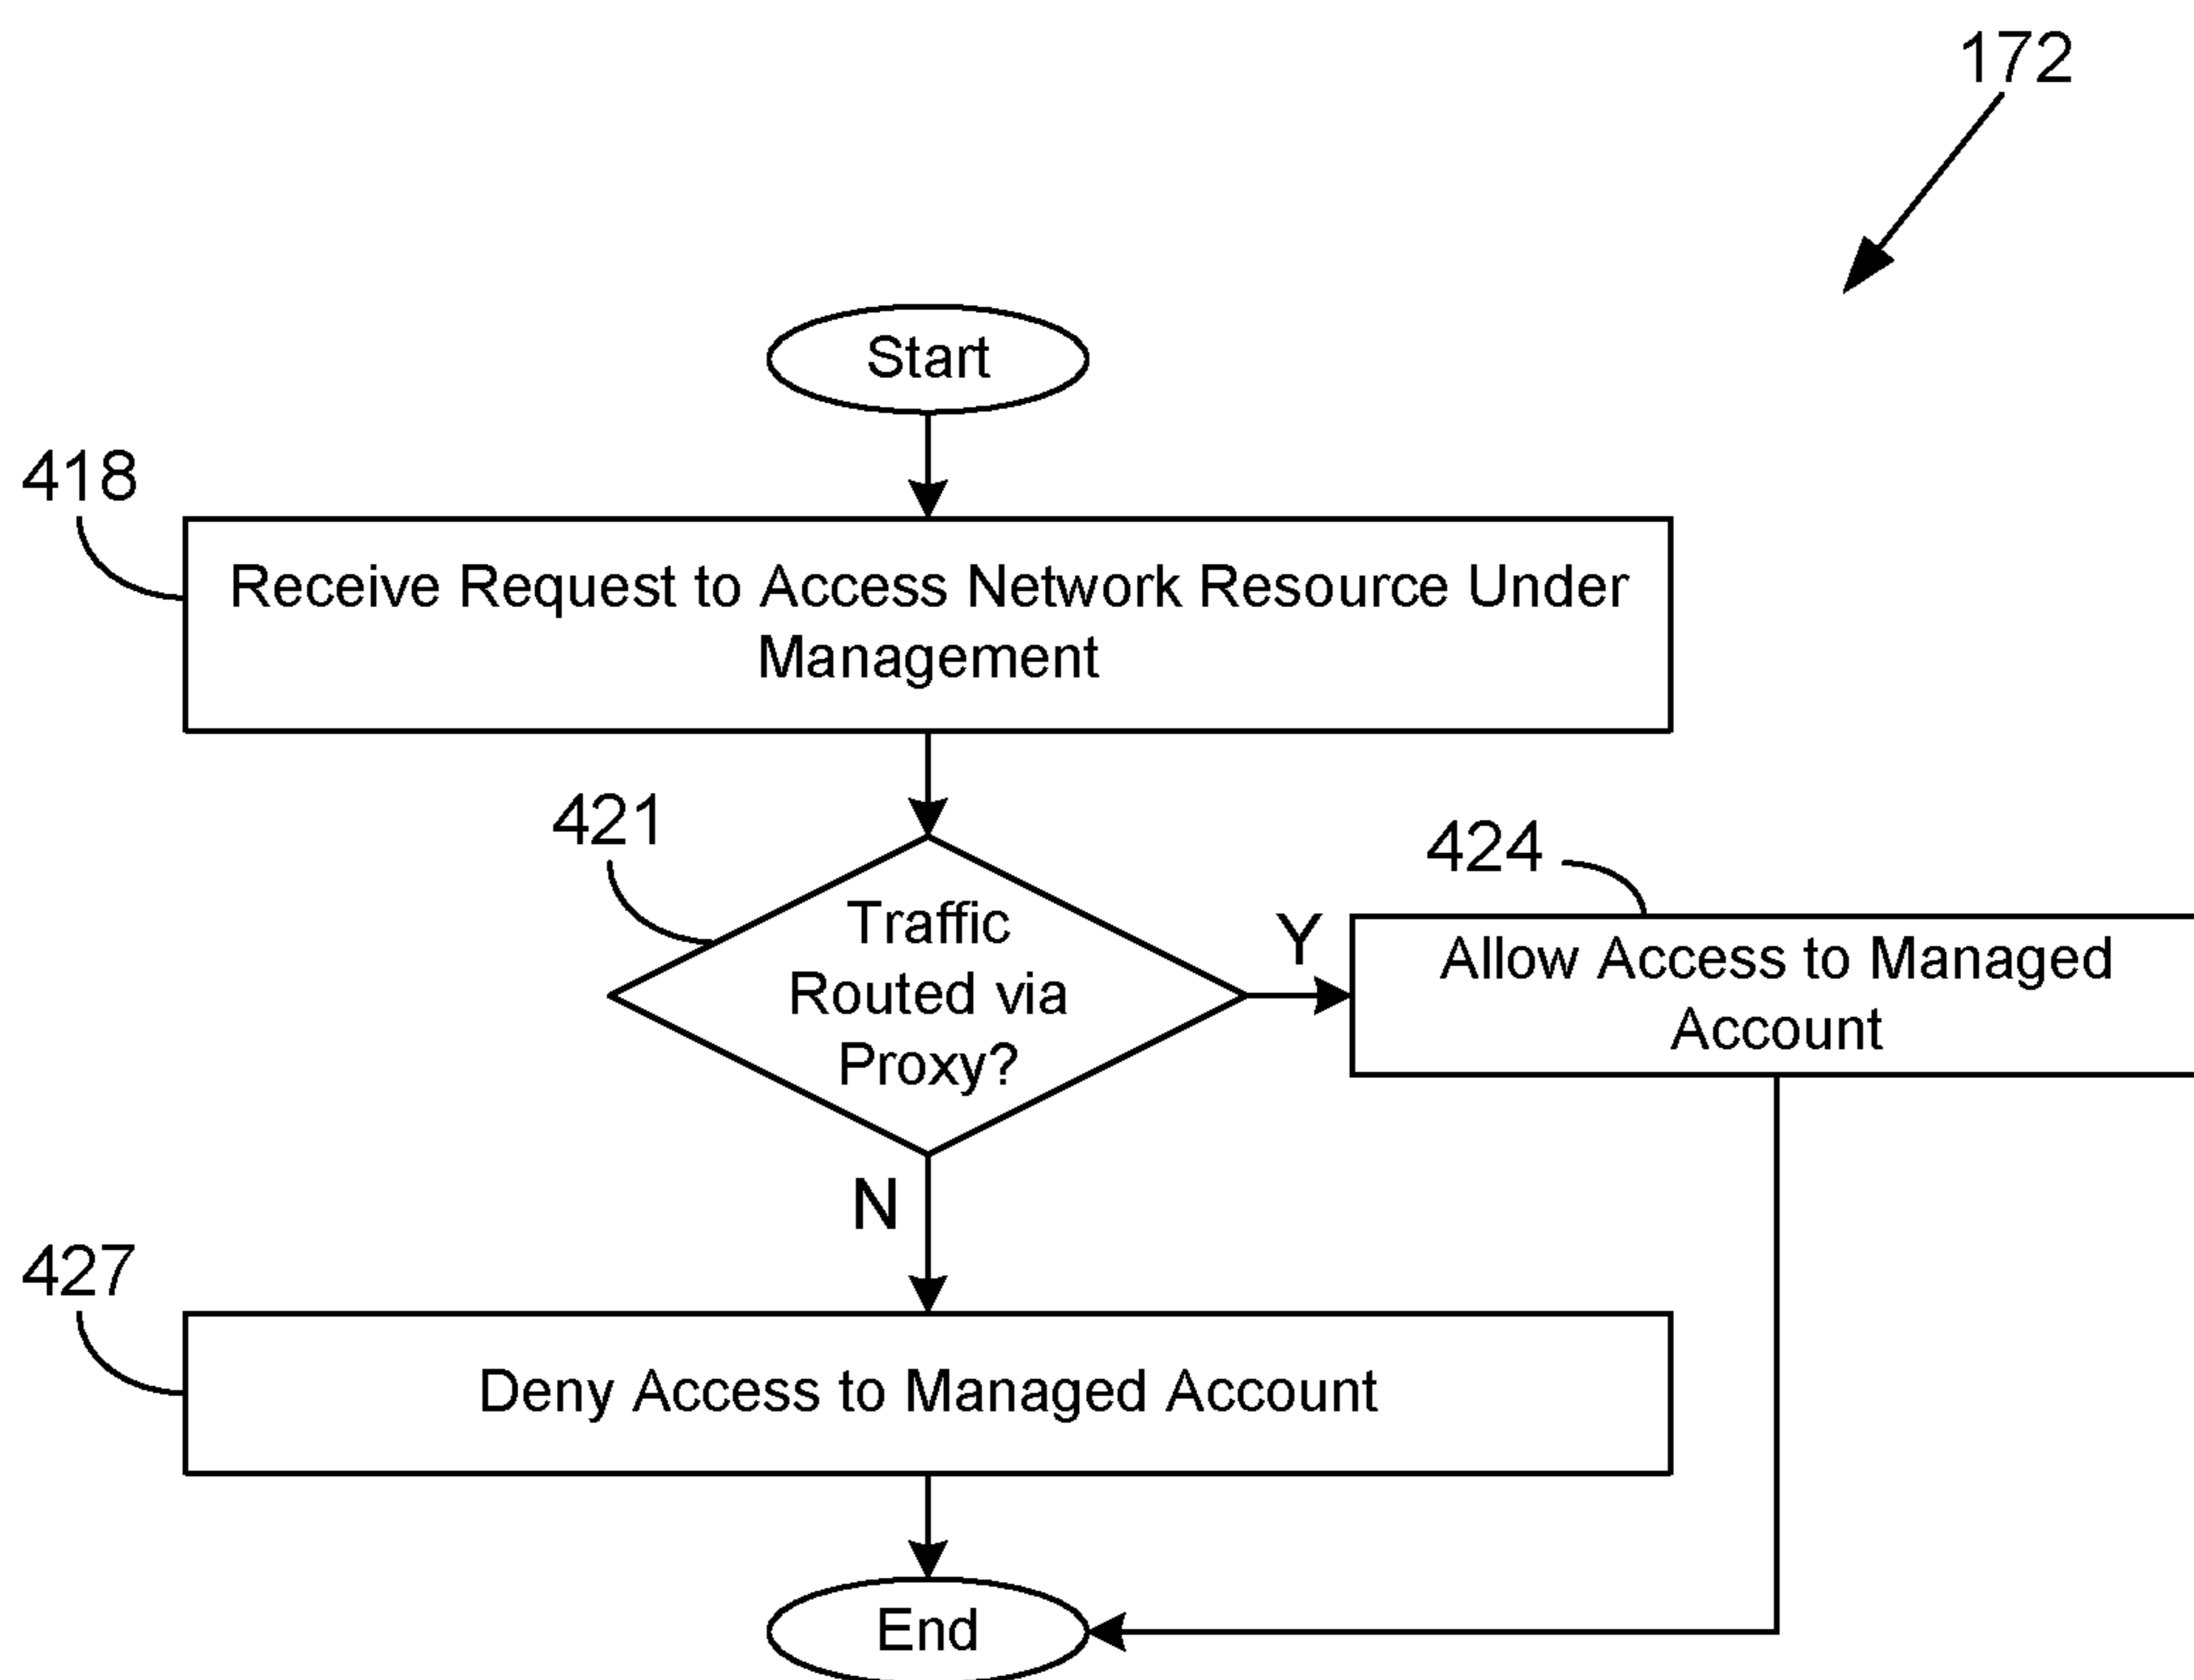 172
Start
418
Receive Request to Access Network Resource Under
Management
421
Traffic
Routed via
Proxy?
Y
424
Allow Access to Managed
Account
N
427
Deny Access to Managed Account
End